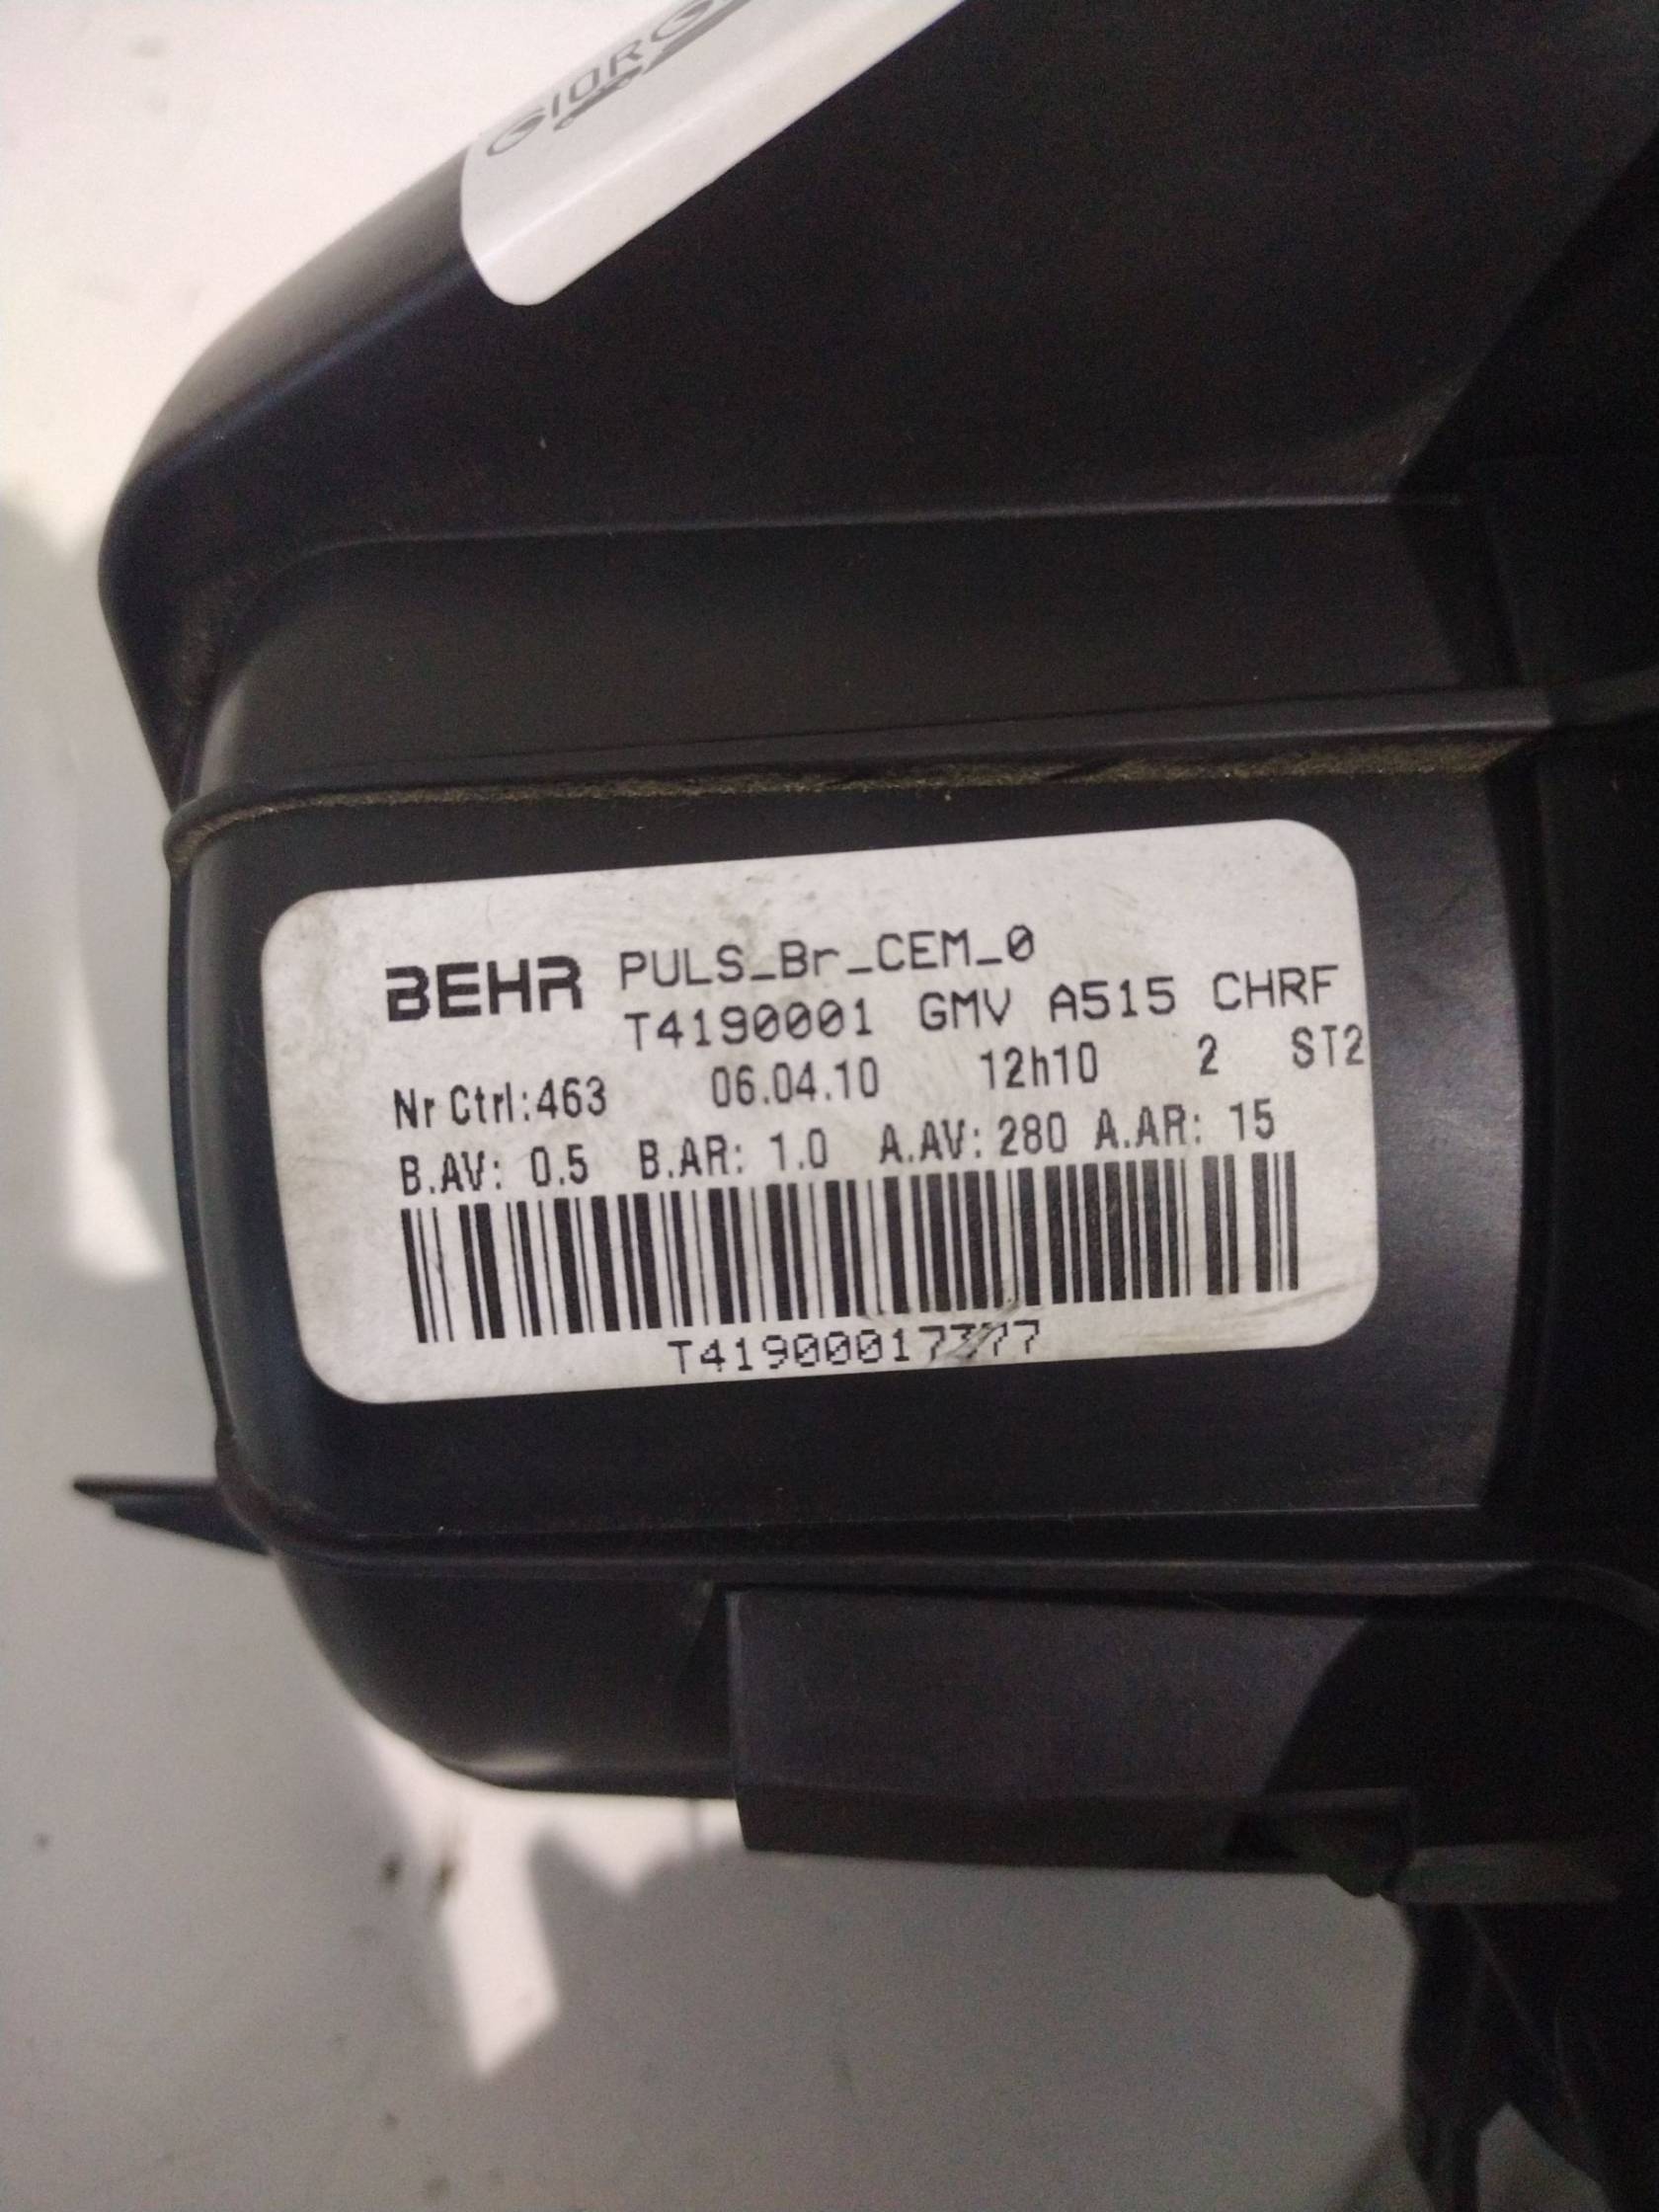 BEHR PULS_Br_CEM_0
T4190001 GMV A515 CHRF
Nr Ctrl:463 06.04.10 12h10 2 ST2
B.AV: 0.5 B.AR: 1.0 A.AV: 280 A.AR: 15